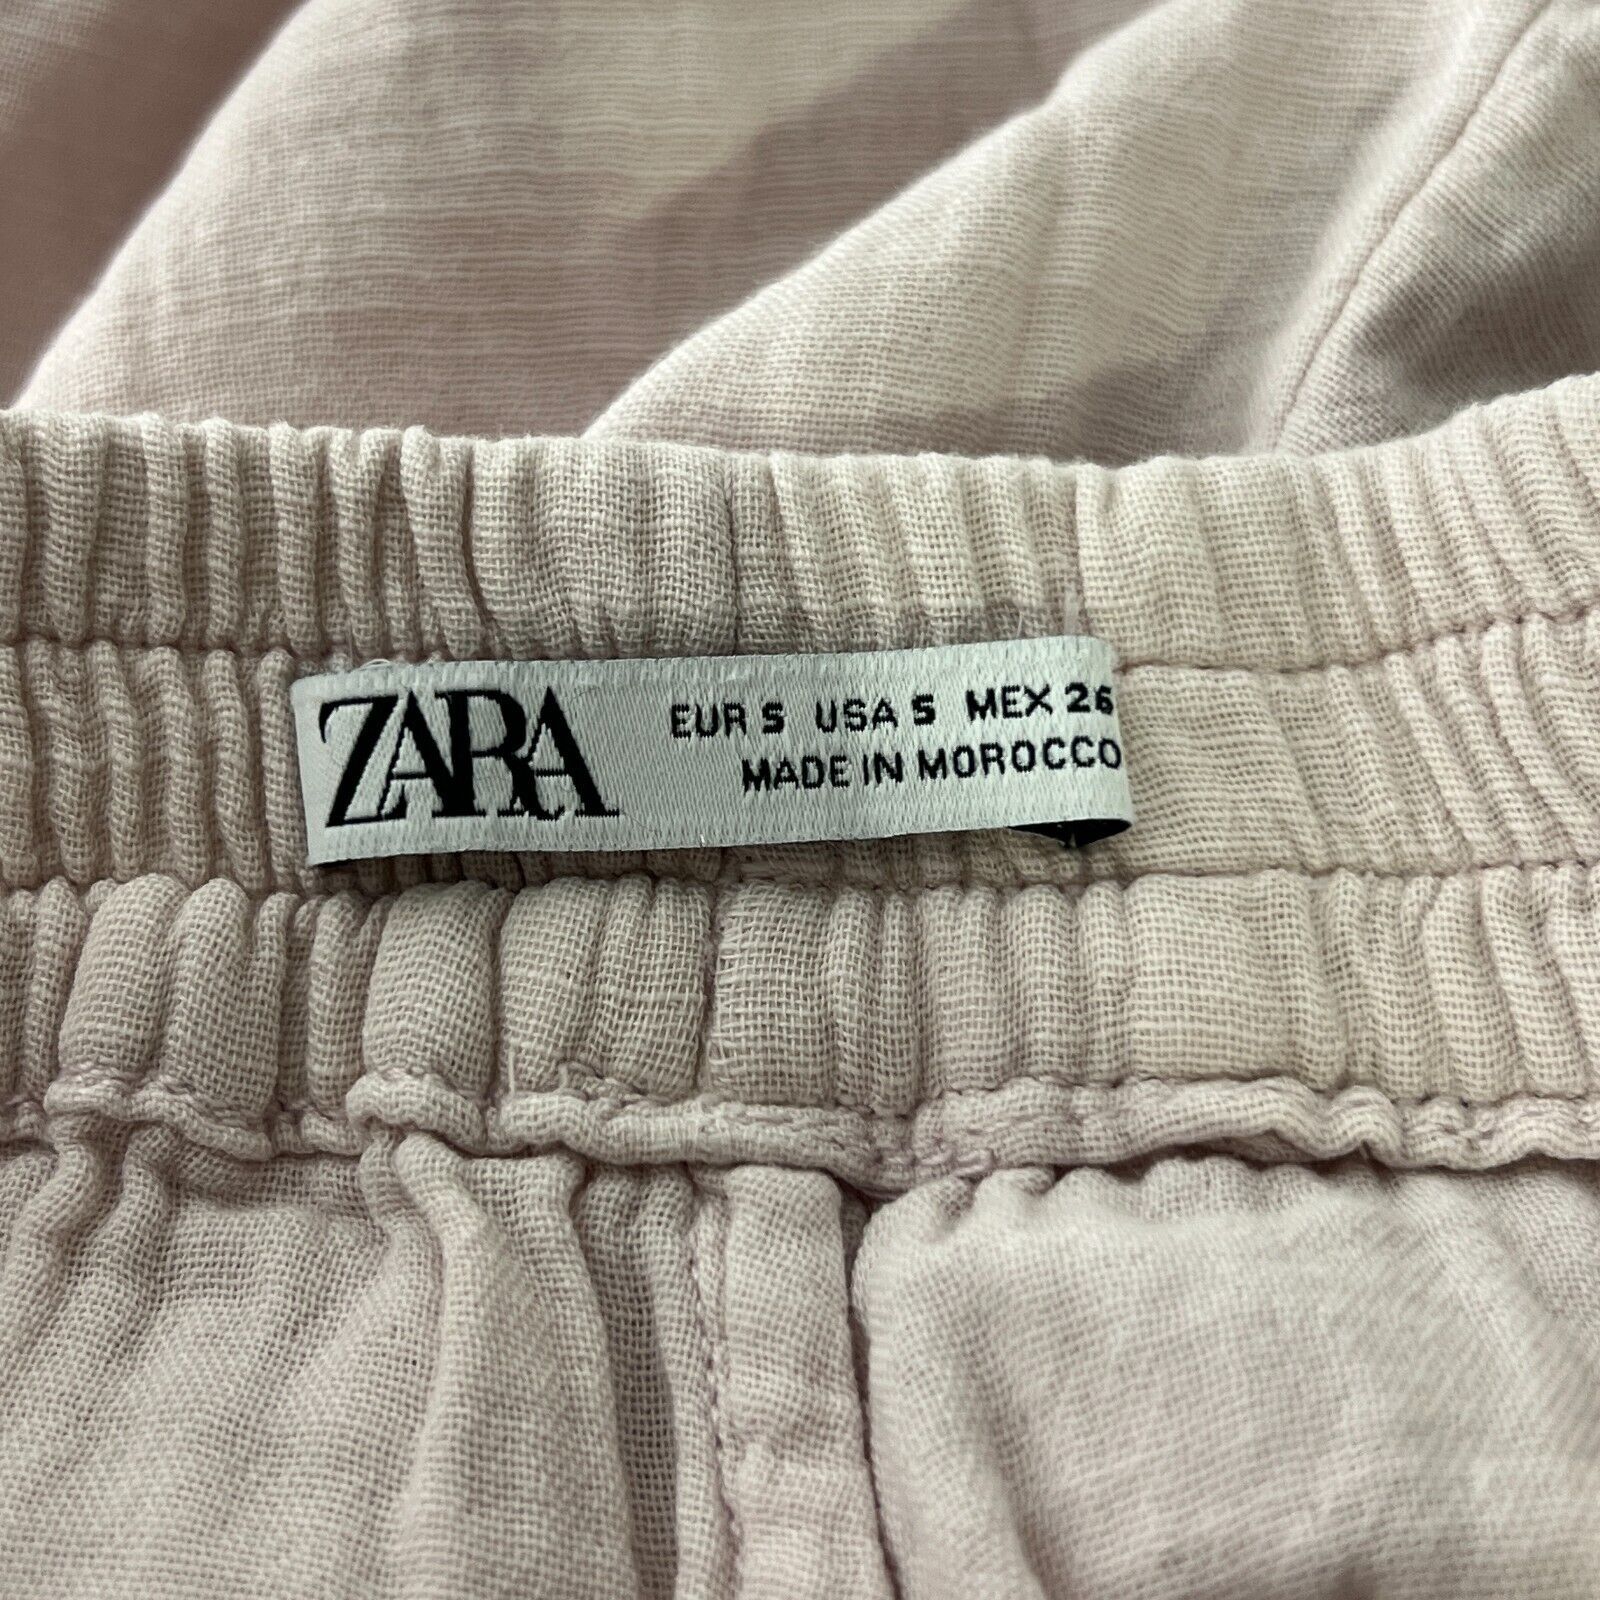 ZARA
EUR S USA S MEX 26
MADE IN MOROCCO